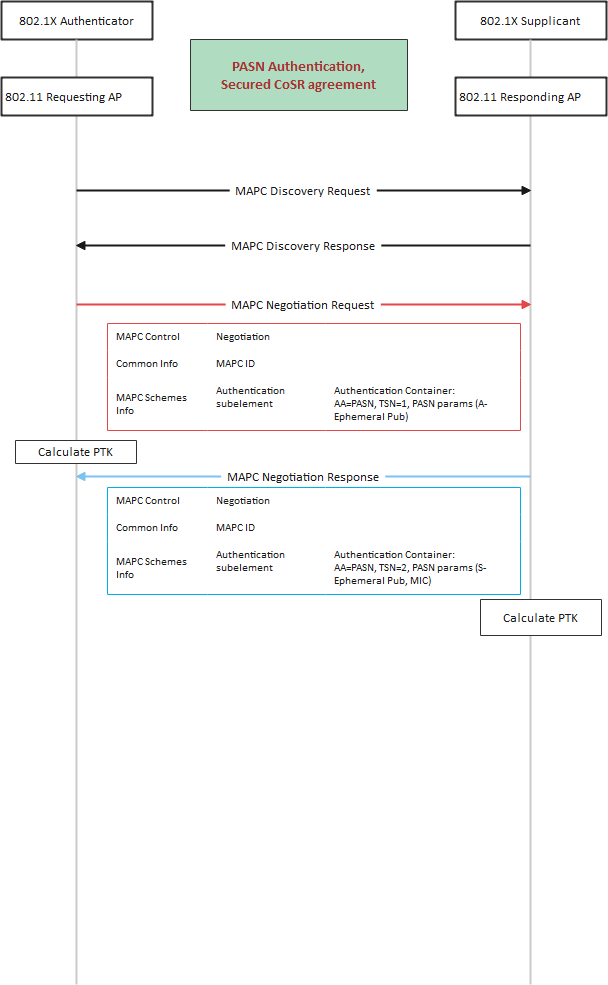 802.1X Authenticator
802.1X Supplicant
PASN Authentication,
Secured CoSR agreement
802.11 Requesting AP
802.11 Responding AP
MAPC Discovery Request
MAPC Discovery Response
MAPC Negotiation Request
MAPC Control
Negotiation
Common Info
MAPC ID
MAPC Schemes
Info
Authentication
subelement
Authentication Container:
AA=PASN, TSN=1, PASN params (A-
Ephemeral Pub)
Calculate PTK
MAPC Negotiation Response
MAPC Control
Negotiation
Common Info
MAPC ID
MAPC Schemes
Info
Authentication
subelement
Authentication Container:
AA=PASN, TSN=2, PASN params (S-
Ephemeral Pub, MIC)
Calculate PTK